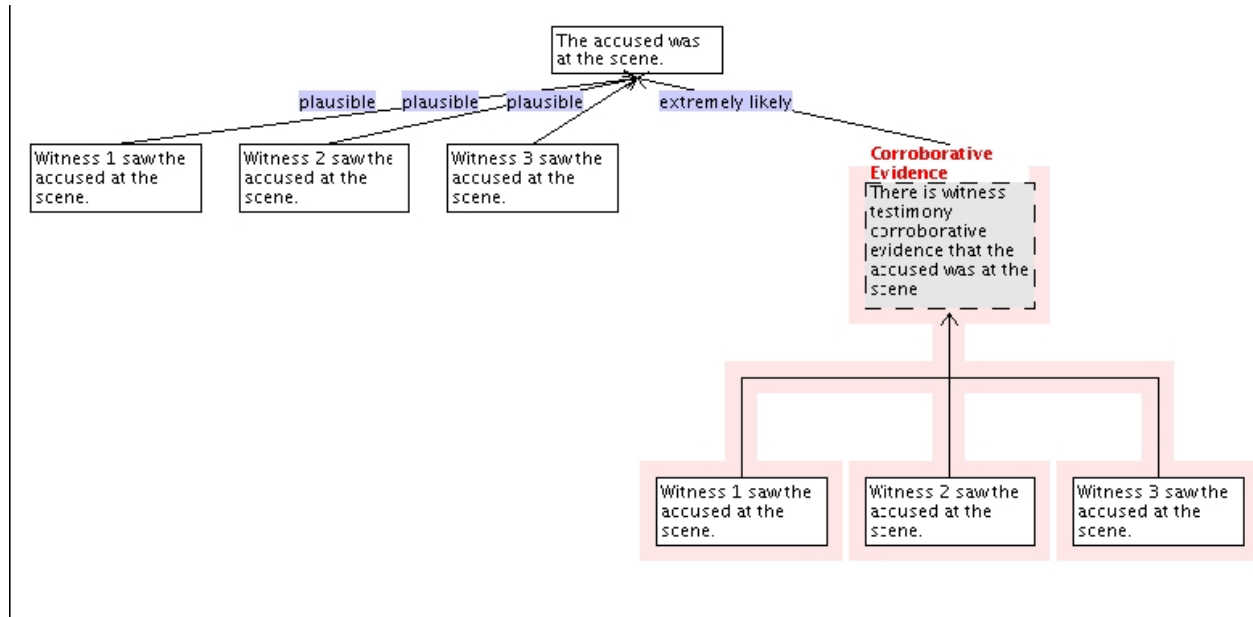 The accused was
at the scene.
plausible
plausible
plausible
extremely likely
Witness 1 saw the
accused at the
scene.
Witness 2 saw the
accused at the
scene.
Witness 3 saw the
accused at the
scene.
Corroborative
Evidence
There is witness
testimony
corroborative
evidence that the
accused was at the
scene
Witness 1 saw the
accused at the
scene.
Witness 2 saw the
accused at the
scene.
Witness 3 saw the
accused at the
scene.